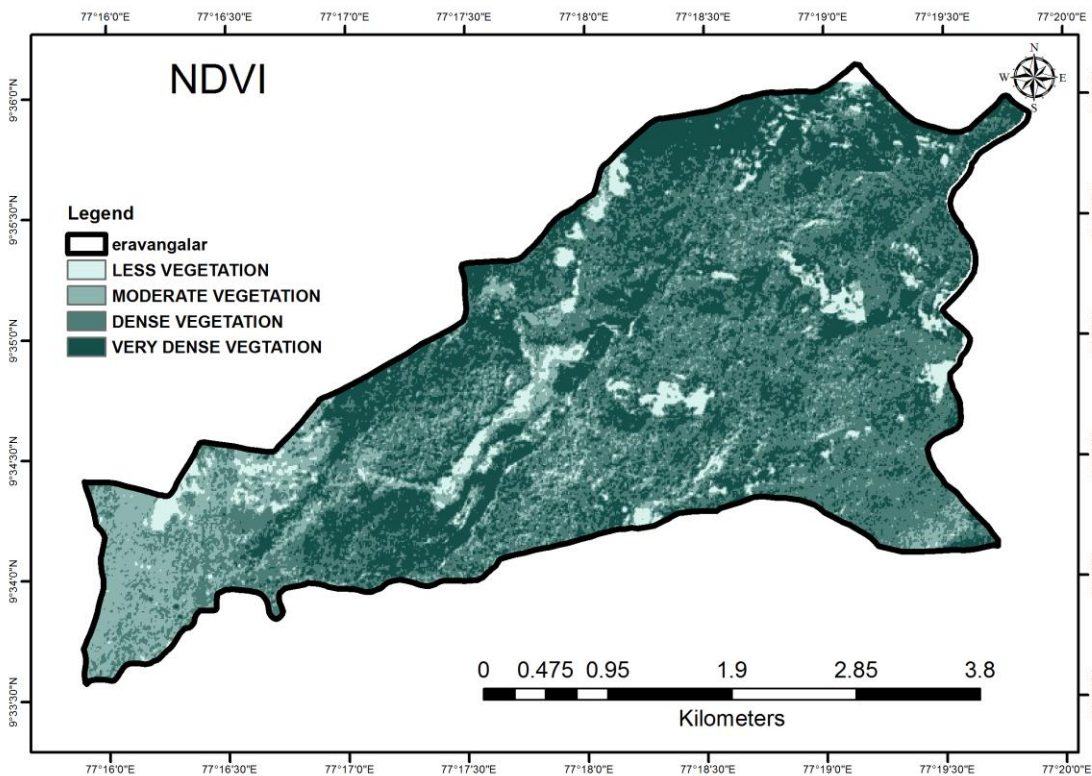 77°16'0"E 77°16'30"E 77°17'0"E 77°17'30"E 77°18'0"E 77°18'30"E 77°19'0"E 77°19'30"E 77°20'0"E
NDVI
N
W E
S
9°36'0"N
9°35'30"N
9°35'0"N
9°34'30"N
9°34'0"N
9°33'30"N
Legend
eravangalar
LESS VEGETATION
MODERATE VEGETATION
DENSE VEGETATION
VERY DENSE VEGTATION
0 0.475 0.95 1.9 2.85 3.8
Kilometers
77°16'0"E 77°16'30"E 77°17'0"E 77°17'30"E 77°18'0"E 77°18'30"E 77°19'0"E 77°19'30"E 77°20'0"E